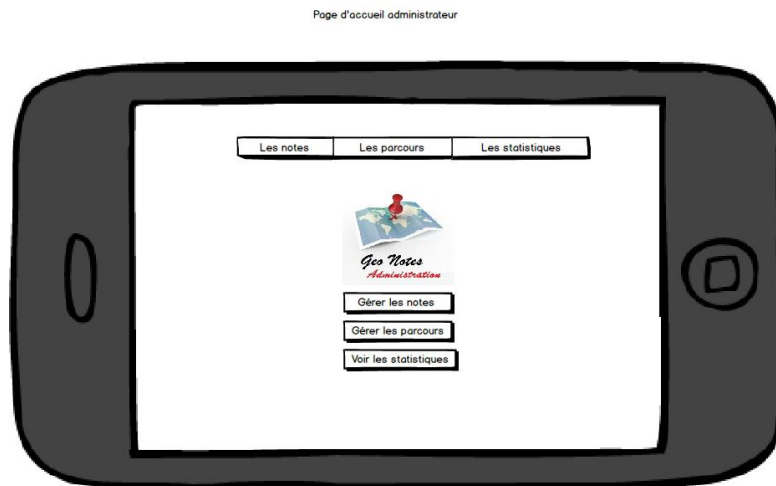 Page d'accueil administrateur
Les notes Les parcours Les statistiques
Geo Notes
Administration
Gérer les notes
Gérer les parcours
Voir les statistiques